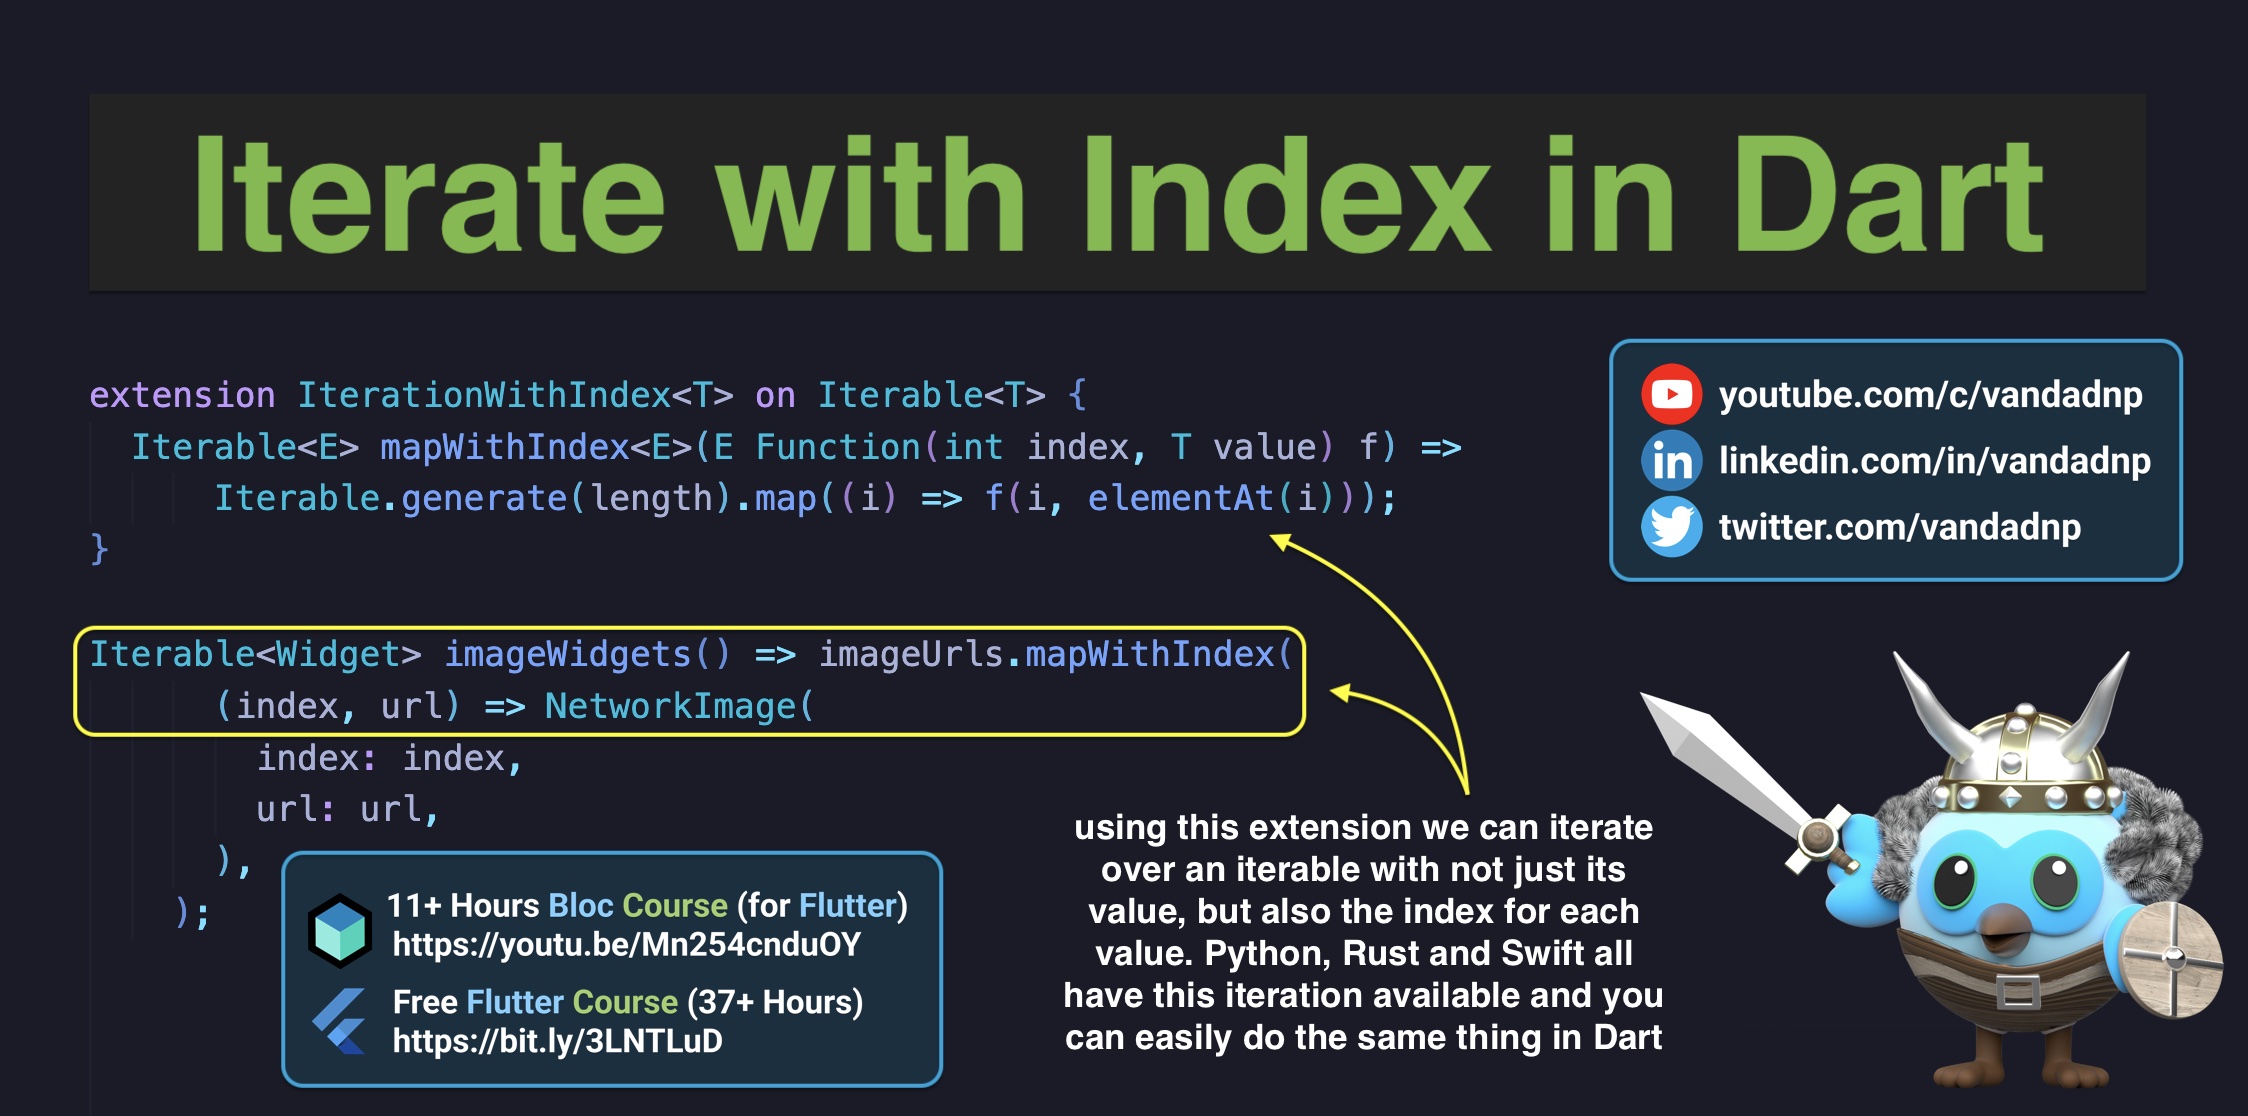 Iterate with Index in Dart
extension IterationWithIndex<T> on Iterable<T> {
  Iterable<E> mapWithIndex<E>(E Function(int index, T value) f) =>
      Iterable.generate(length).map((i) => f(i, elementAt(i)));
}
youtube.com/c/vandadnp
linkedin.com/in/vandadnp
twitter.com/vandadnp
Iterable<Widget> imageWidgets() => imageUrls.mapWithIndex(
      (index, url) => NetworkImage(
        index: index,
        url: url,
      ),
    );
11+ Hours Bloc Course (for Flutter)
https://youtu.be/Mn254cnduOY
Free Flutter Course (37+ Hours)
https://bit.ly/3LNTLuD
using this extension we can iterate
over an iterable with not just its
value, but also the index for each
value. Python, Rust and Swift all
have this iteration available and you
can easily do the same thing in Dart